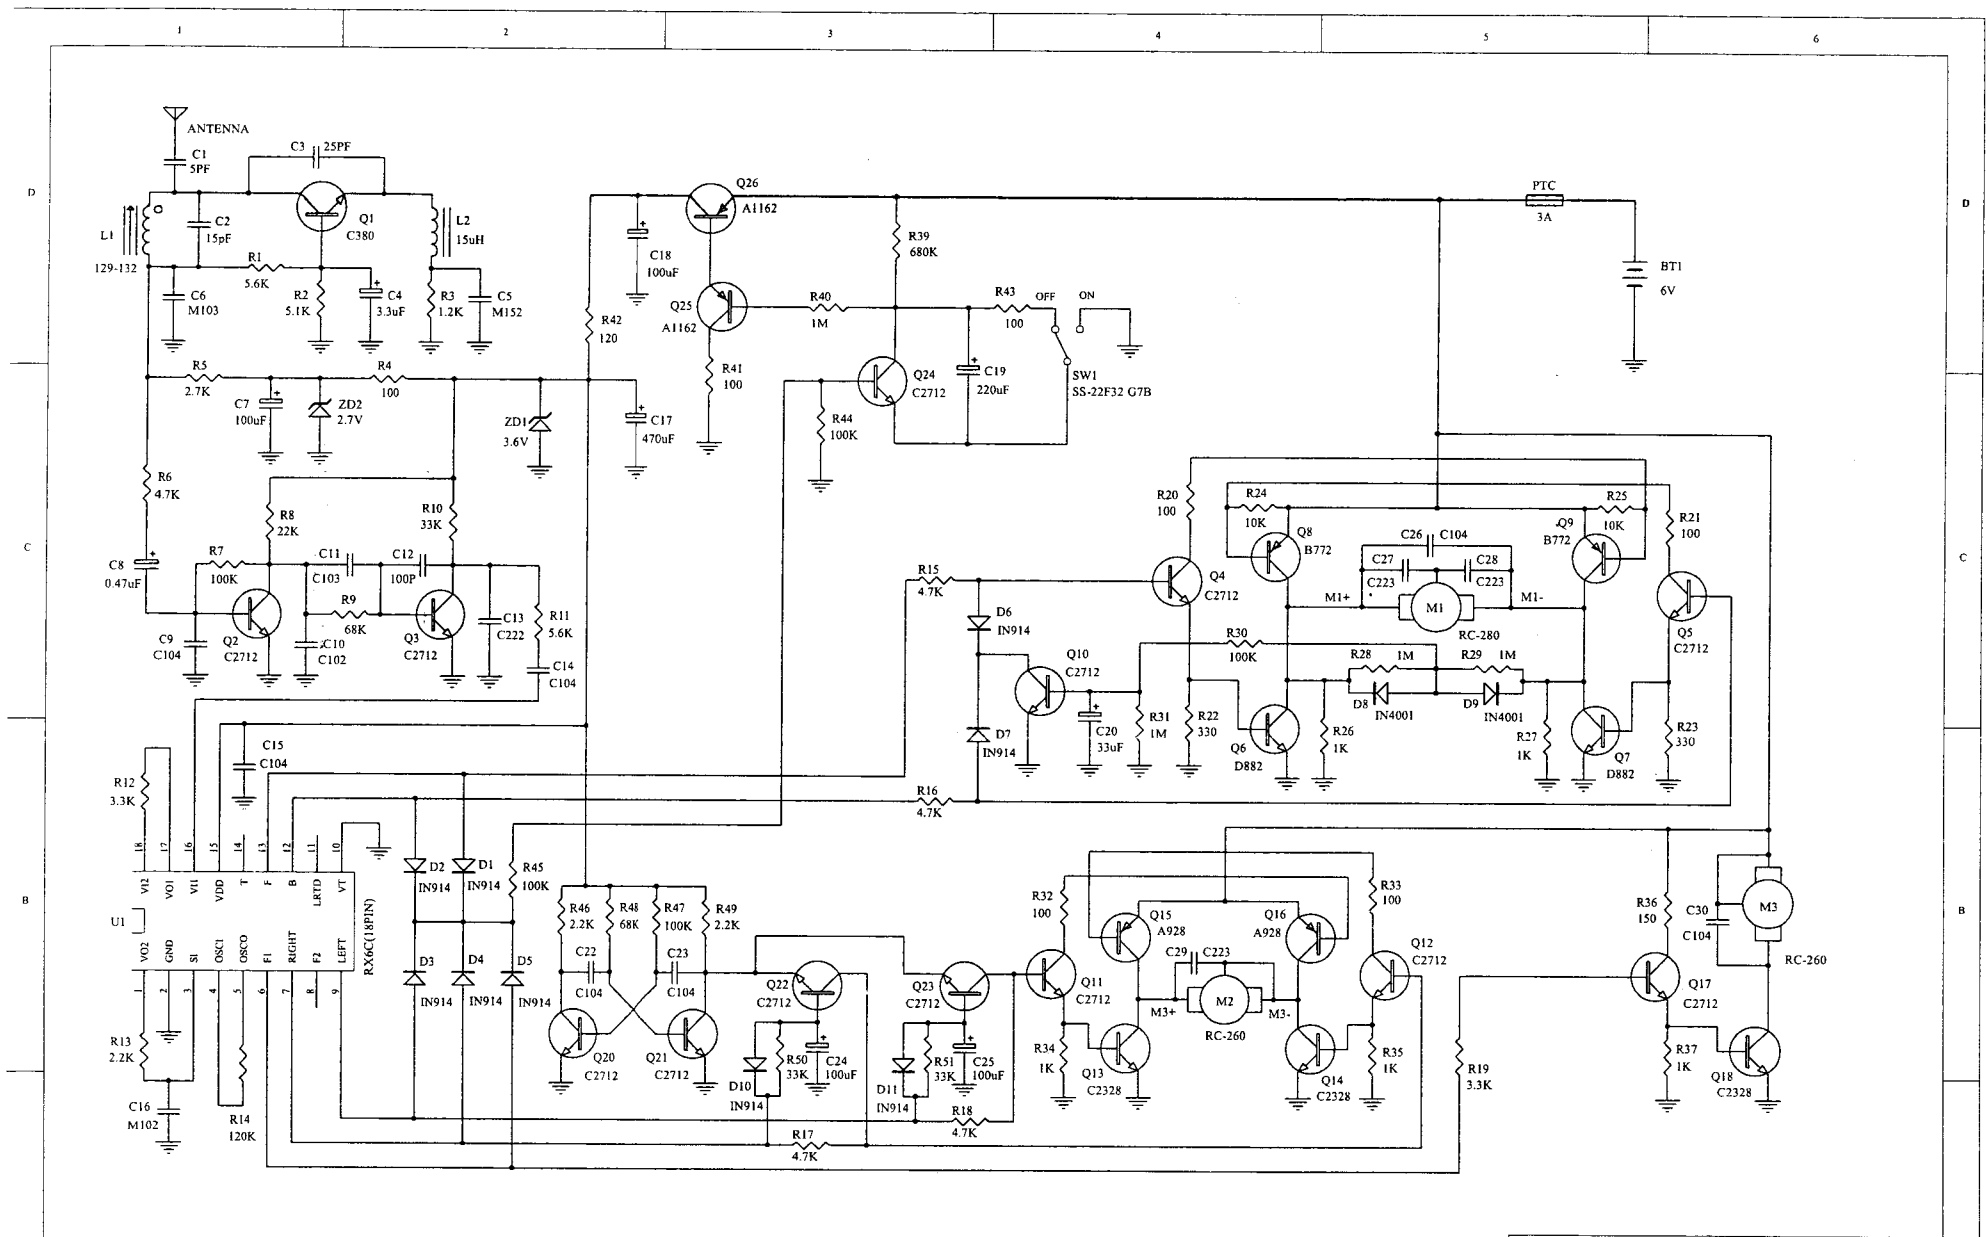 1 2 3 4 5 6
D
D
C
C
B
B
ANTENNA
C1
5PF
C3 25PF
L1
129-132
C2
15pF
Q1
C380
L2
15uH
R1
5.6K
C6
M103
R2
5.1K
C4
3.3uF
R3
1.2K
C5
M152
R5
2.7K
R4
100
C7
100uF
ZD2
2.7V
ZD1
3.6V
C17
470uF
R42
120
C18
100uF
Q26
A1162
Q25
A1162
R41
100
R40
1M
R39
680K
R43
100
OFF ON
SW1
SS-22F32 G7B
Q24
C2712
C19
220uF
R44
100K
PTC
3A
BT1
6V
R6
4.7K
R8
22K
R10
33K
C8
0.47uF
R7
100K
C11
C103
C12
100P
R9
68K
C9
C104
Q2
C2712
C10
C102
Q3
C2712
C13
C222
R11
5.6K
C14
C104
R15
4.7K
D6
IN914
Q10
C2712
D7
IN914
C20
33uF
R31
1M
R22
330
R20
100
Q4
C2712
R30
100K
R24
10K
R25
10K
Q8
B772
Q9
B772
C26 C104
C27
C223
C28
C223
M1+
M1
M1-
RC-280
R21
100
Q5
C2712
R28 1M
R29 1M
D8
IN4001
D9
IN4001
Q6
D882
R26
1K
R27
1K
Q7
D882
R23
330
R16
4.7K
R12
3.3K
C15
C104
18 17 16 15 14 13 12 11 10
VI2 VO1 VI1 VDD T F B LRTD VT
U1
RX6C(18PIN)
VO2 GND SI OSCI OSCO F1 RIGHT F2 LEFT
1 2 3 4 5 6 7 8 9
R13
2.2K
C16
M102
R14
120K
D2
IN914
D1
IN914
R45
100K
D3
IN914
D4
IN914
D5
IN914
R46
2.2K
R48
68K
R47
100K
R49
2.2K
C22
C104
C23
C104
Q20
C2712
Q21
C2712
Q22
C2712
Q23
C2712
D10
IN914
R50
33K
C24
100uF
D11
IN914
R51
33K
C25
100uF
R18
4.7K
R17
4.7K
R32
100
R33
100
Q15
A928
Q16
A928
Q11
C2712
Q12
C2712
C29 C223
M3+
M2
M3-
RC-260
R34
1K
Q13
C2328
Q14
C2328
R35
1K
R19
3.3K
R36
150
C30
C104
M3
RC-260
Q17
C2712
R37
1K
Q18
C2328